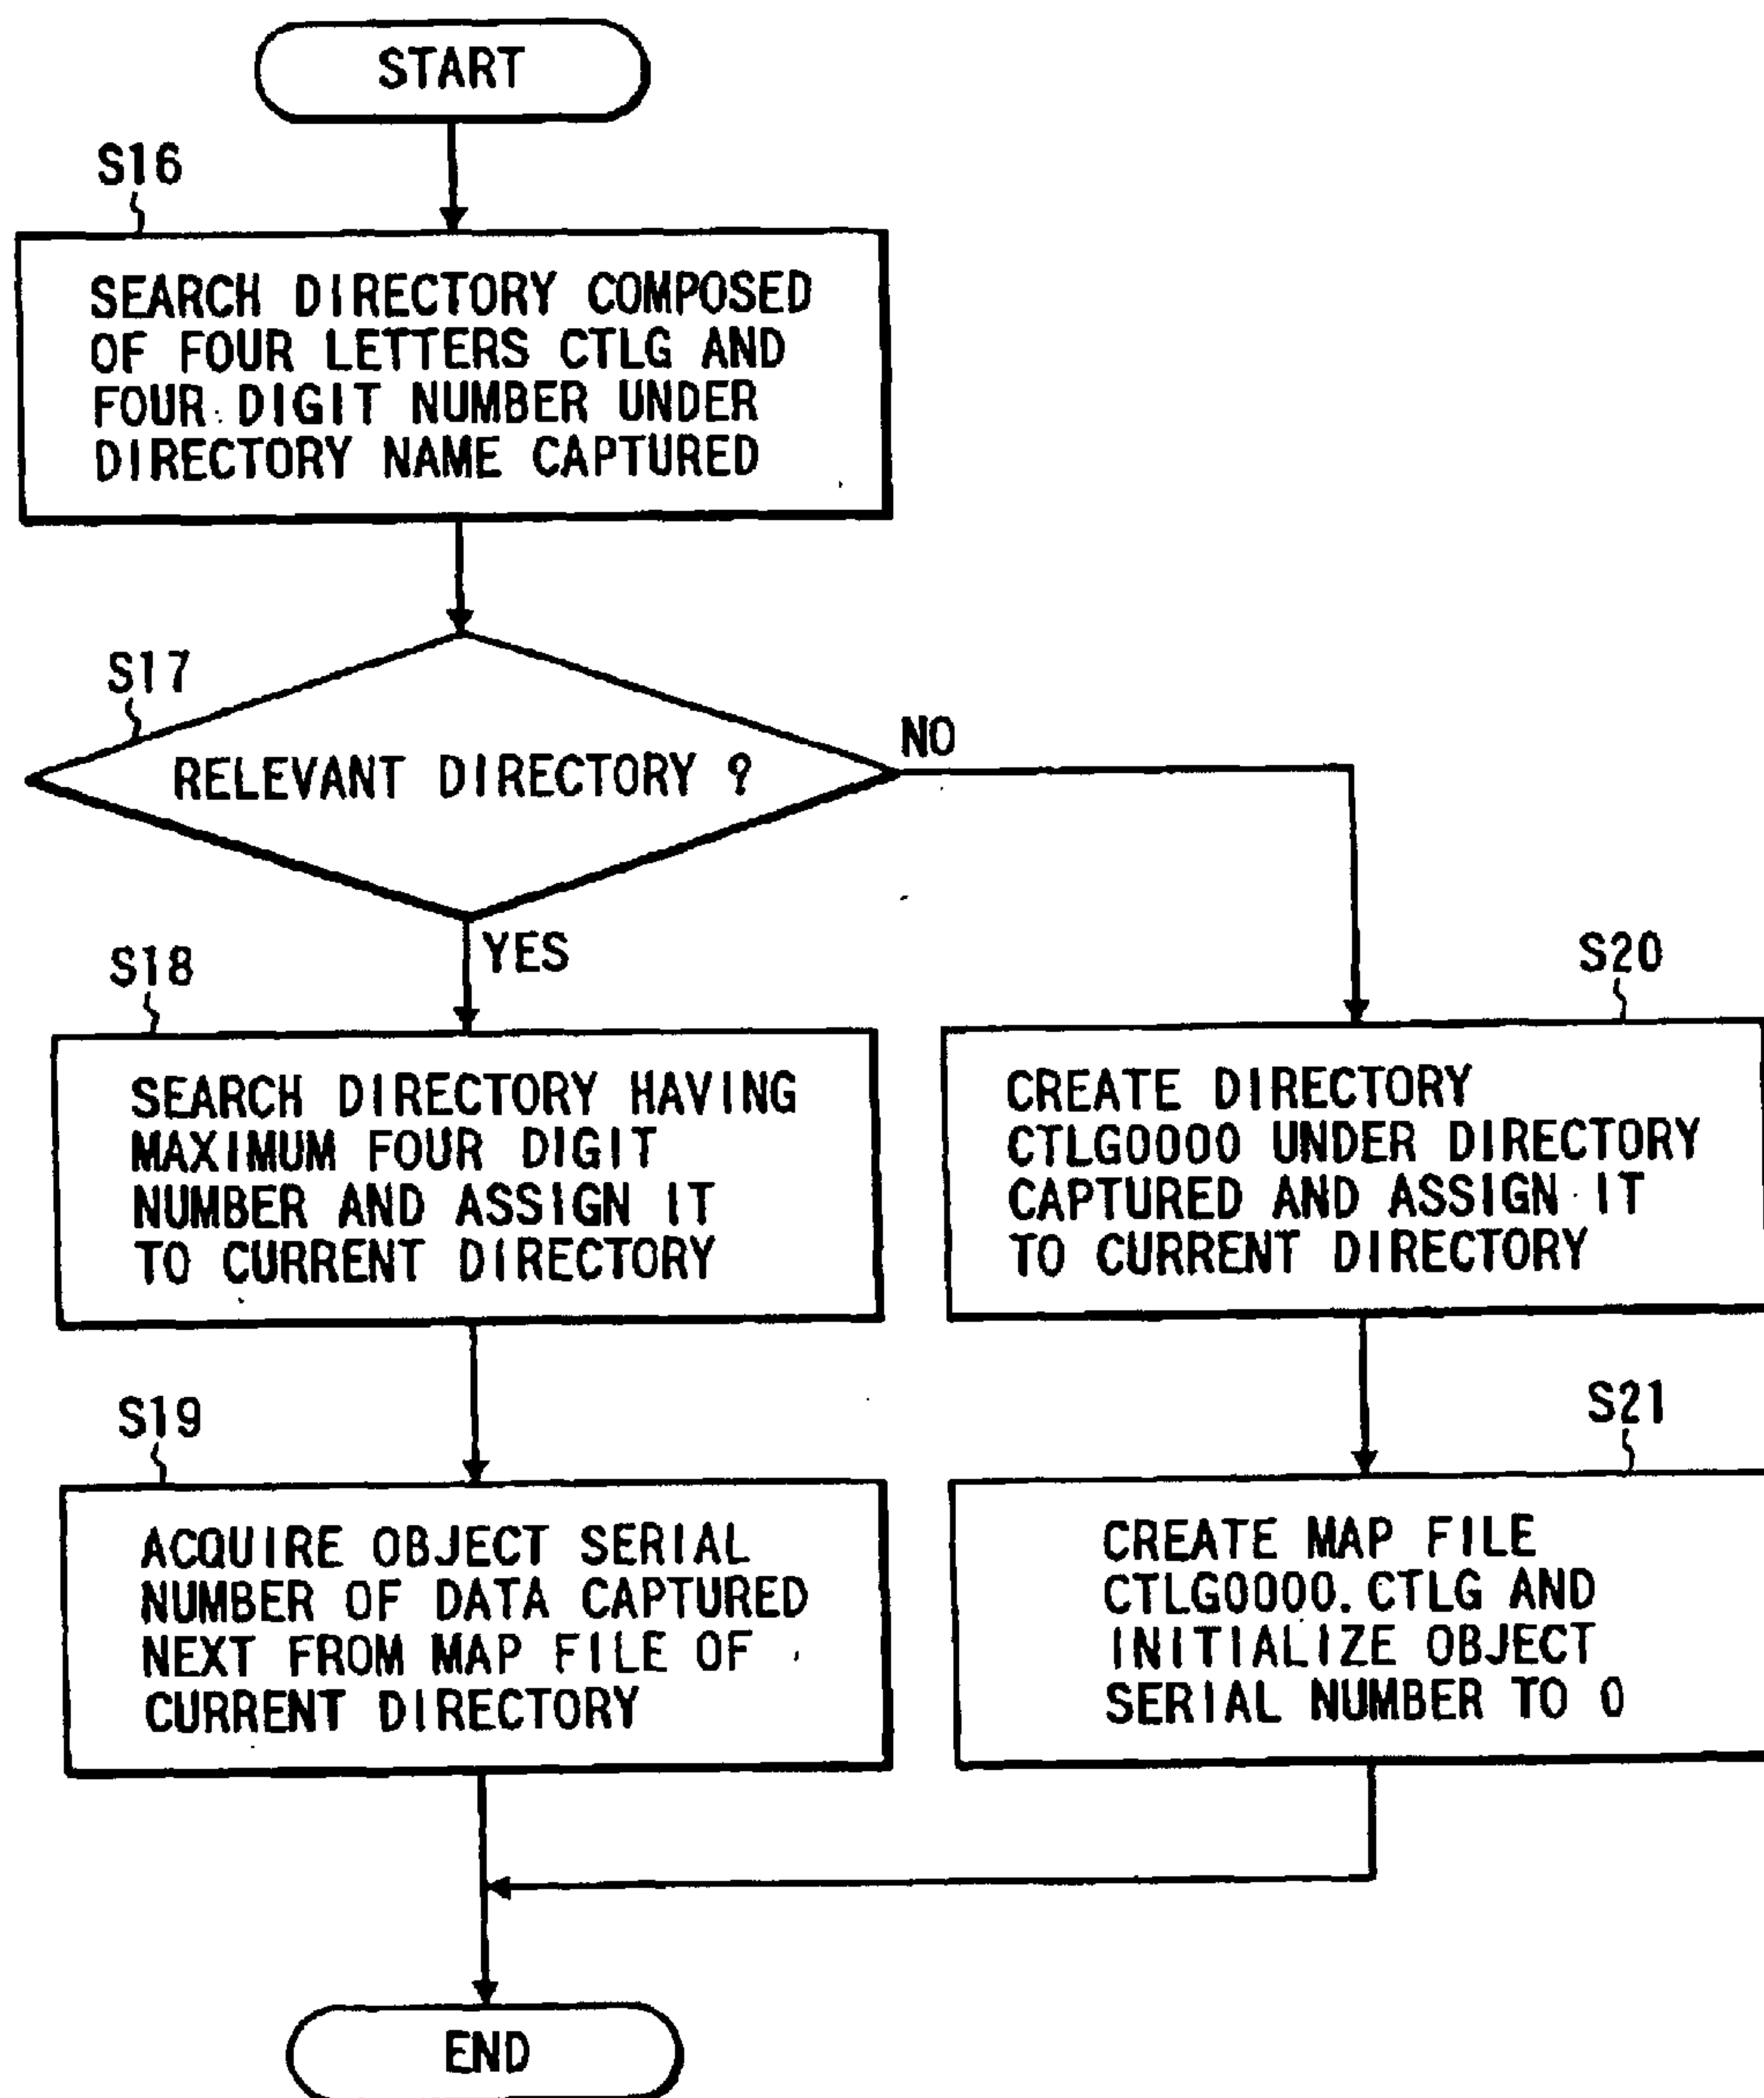 START
S16
SEARCH DIRECTORY COMPOSED
OF FOUR LETTERS CTLG AND
FOUR DIGIT NUMBER UNDER
DIRECTORY NAME CAPTURED
S17
RELEVANT DIRECTORY ?
NO
YES
S18
SEARCH DIRECTORY HAVING
MAXIMUM FOUR DIGIT
NUMBER AND ASSIGN IT
TO CURRENT DIRECTORY
S20
CREATE DIRECTORY
CTLG0000 UNDER DIRECTORY
CAPTURED AND ASSIGN IT
TO CURRENT DIRECTORY
S19
ACQUIRE OBJECT SERIAL
NUMBER OF DATA CAPTURED
NEXT FROM MAP FILE OF
CURRENT DIRECTORY
S21
CREATE MAP FILE
CTLG0000.CTLG AND
INITIALIZE OBJECT
SERIAL NUMBER TO 0
END